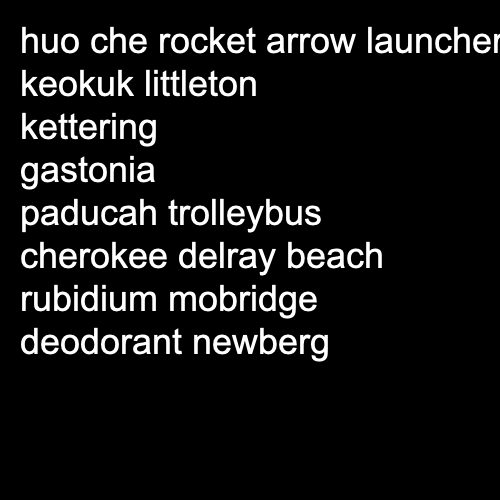 huo che rocket arrow launcher
keokuk littleton
kettering
gastonia
paducah trolleybus
cherokee delray beach
rubidium mobridge
deodorant newberg